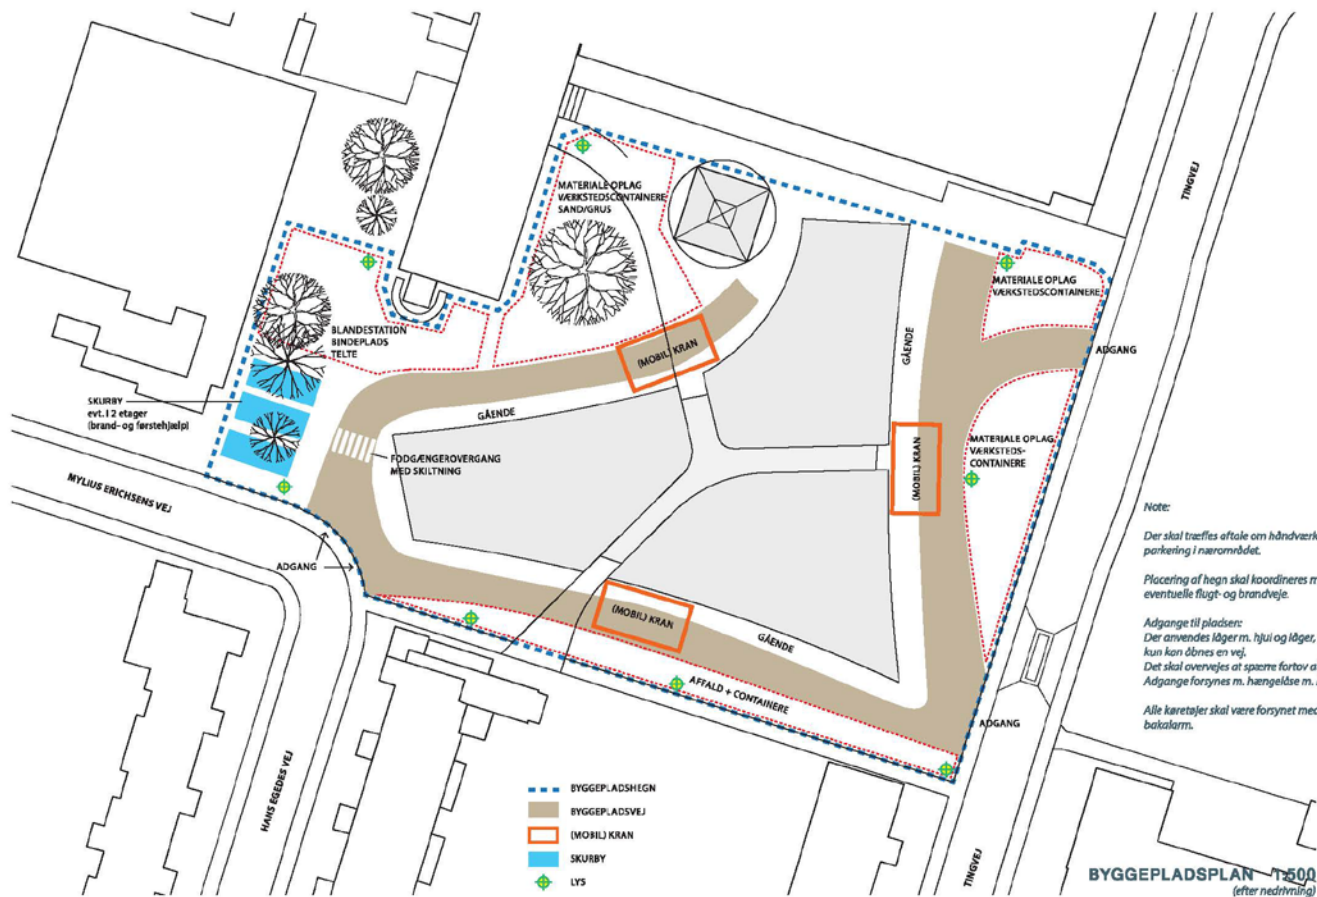 TINGVEJ
MATERIALE OPLAG
VÆRKSTEDSCONTAINERE
SAND/GRUS
MATERIALE OPLAG
VÆRKSTEDSCONTAINERE
BLANDESTATION
BINDEPLADS
TELTE
(MOBIL) KRAN
GÅENDE
ADGANG
SKURBY
evt. I 2 etager
(brand- og førstehjælp)
GÅENDE
FODGÆNGEROVERGANG
MED SKILTNING
(MOBIL) KRAN
MATERIALE OPLAG
VÆRKSTEDS-
CONTAINERE
MYLIUS ERICHSENS VEJ
ADGANG
(MOBIL) KRAN
GÅENDE
AFFALD + CONTAINERE
ADGANG
HANS EGEDES VEJ
TINGVEJ
Note:
Der skal træffes aftale om håndværk
parkering i nærområdet.
Placering af hegn skal koordineres
eventuelle flugt- og brandveje.
Adgange til pladsen:
Der anvendes låger m. hjul og låger,
kun kan åbnes en vej.
Det skal overvejes at spærre fortov
Adgange forsynes m. hængelåse m.
Alle køretøjer skal være forsynet med
bakalarm.
BYGGEPLADSHEGN
BYGGEPLADSVEJ
(MOBIL) KRAN
SKURBY
LYS
BYGGEPLADSPLAN 1:500
(efter nedrivning)